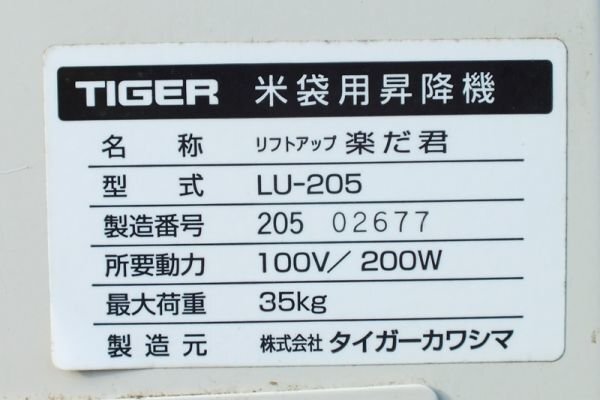 TIGER 米袋用昇降機
名称 リフトアップ 楽だ君
型式 LU-205
製造番号 205 02677
所要動力 100V/200W
最大荷重 35kg
製造元 株式会社 タイガーカワシマ